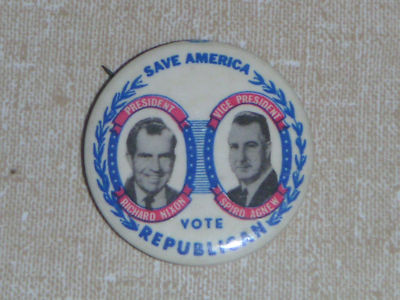 SAVE AMERICA
PRESIDENT
RICHARD NIXON
VICE PRESIDENT
SPIRO AGNEW
VOTE
REPUBLICAN